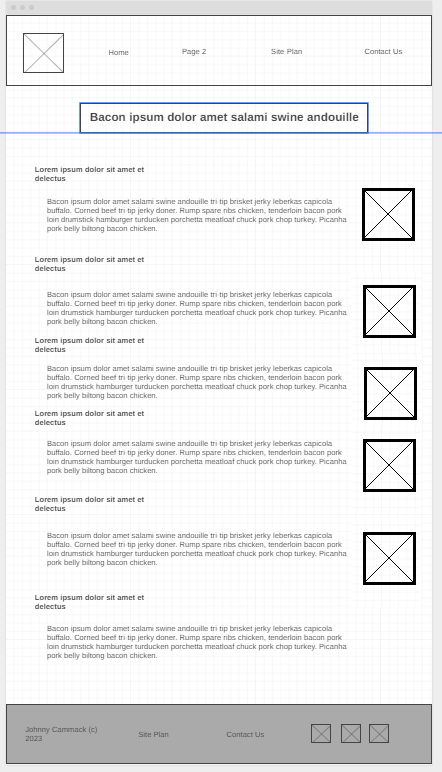 Home Page 2 Site Plan Contact Us
Bacon ipsum dolor amet salami swine andouille
Lorem ipsum dolor sit amet et
delectus
Bacon ipsum dolor amet salami swine andouille tri-tip brisket jerky leberkas capicola
buffalo. Corned beef tri-tip jerky doner. Rump spare ribs chicken, tenderloin bacon pork
loin drumstick hamburger turducken porchetta meatloaf chuck pork chop turkey. Picanha
pork belly biltong bacon chicken.
Lorem ipsum dolor sit amet et
delectus
Bacon ipsum dolor amet salami swine andouille tri-tip brisket jerky leberkas capicola
buffalo. Corned beef tri-tip jerky doner. Rump spare ribs chicken, tenderloin bacon pork
loin drumstick hamburger turducken porchetta meatloaf chuck pork chop turkey. Picanha
pork belly biltong bacon chicken.
Lorem ipsum dolor sit amet et
delectus
Bacon ipsum dolor amet salami swine andouille tri-tip brisket jerky leberkas capicola
buffalo. Corned beef tri-tip jerky doner. Rump spare ribs chicken, tenderloin bacon pork
loin drumstick hamburger turducken porchetta meatloaf chuck pork chop turkey. Picanha
pork belly biltong bacon chicken.
Lorem ipsum dolor sit amet et
delectus
Bacon ipsum dolor amet salami swine andouille tri-tip brisket jerky leberkas capicola
buffalo. Corned beef tri-tip jerky doner. Rump spare ribs chicken, tenderloin bacon pork
loin drumstick hamburger turducken porchetta meatloaf chuck pork chop turkey. Picanha
pork belly biltong bacon chicken.
Lorem ipsum dolor sit amet et
delectus
Bacon ipsum dolor amet salami swine andouille tri-tip brisket jerky leberkas capicola
buffalo. Corned beef tri-tip jerky doner. Rump spare ribs chicken, tenderloin bacon pork
loin drumstick hamburger turducken porchetta meatloaf chuck pork chop turkey. Picanha
pork belly biltong bacon chicken.
Lorem ipsum dolor sit amet et
delectus
Bacon ipsum dolor amet salami swine andouille tri-tip brisket jerky leberkas capicola
buffalo. Corned beef tri-tip jerky doner. Rump spare ribs chicken, tenderloin bacon pork
loin drumstick hamburger turducken porchetta meatloaf chuck pork chop turkey. Picanha
pork belly biltong bacon chicken.
Johnny Cammack (c)
2023
Site Plan Contact Us